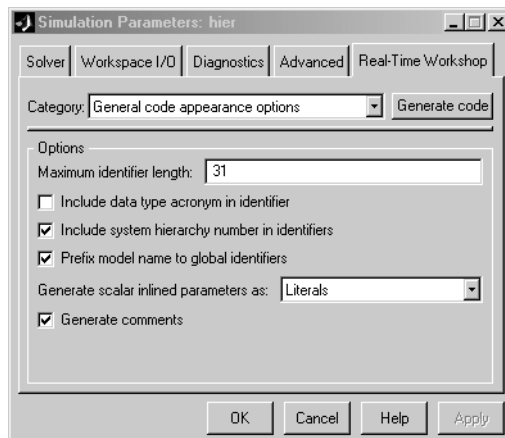 Simulation Parameters: hier
Solver Workspace I/O Diagnostics Advanced Real-Time Workshop
Category: General code appearance options Generate code
Options
Maximum identifier length: 31
Include data type acronym in identifier
Include system hierarchy number in identifiers
Prefix model name to global identifiers
Generate scalar inlined parameters as: Literals
Generate comments
OK Cancel Help Apply